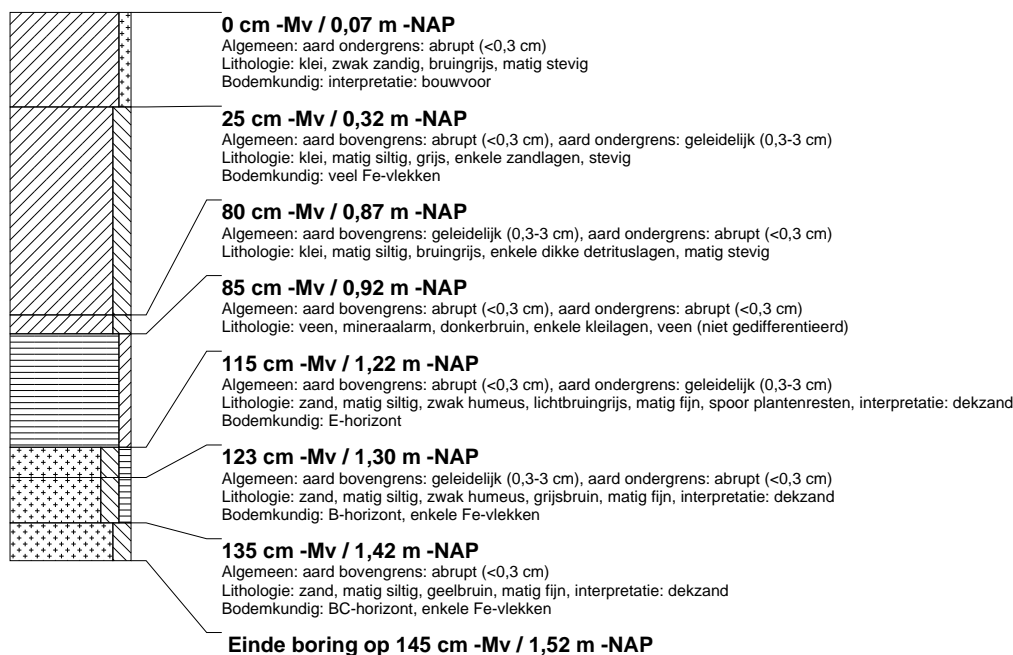 0 cm -Mv / 0,07 m -NAP
Algemeen: aard ondergrens: abrupt (<0,3 cm)
Lithologie: klei, zwak zandig, bruingrijs, matig stevig
Bodemkundig: interpretatie: bouwvoor
25 cm -Mv / 0,32 m -NAP
Algemeen: aard bovengrens: abrupt (<0,3 cm), aard ondergrens: geleidelijk (0,3-3 cm)
Lithologie: klei, matig siltig, grijs, enkele zandlagen, stevig
Bodemkundig: veel Fe-vlekken
80 cm -Mv / 0,87 m -NAP
Algemeen: aard bovengrens: geleidelijk (0,3-3 cm), aard ondergrens: abrupt (<0,3 cm)
Lithologie: klei, matig siltig, bruingrijs, enkele dikke detrituslagen, matig stevig
85 cm -Mv / 0,92 m -NAP
Algemeen: aard bovengrens: abrupt (<0,3 cm), aard ondergrens: abrupt (<0,3 cm)
Lithologie: veen, mineraalarm, donkerbruin, enkele kleilagen, veen (niet gedifferentieerd)
115 cm -Mv / 1,22 m -NAP
Algemeen: aard bovengrens: abrupt (<0,3 cm), aard ondergrens: geleidelijk (0,3-3 cm)
Lithologie: zand, matig siltig, zwak humeus, lichtbruingrijs, matig fijn, spoor plantenresten, interpretatie: dekzand
Bodemkundig: E-horizont
123 cm -Mv / 1,30 m -NAP
Algemeen: aard bovengrens: geleidelijk (0,3-3 cm), aard ondergrens: abrupt (<0,3 cm)
Lithologie: zand, matig siltig, zwak humeus, grijsbruin, matig fijn, interpretatie: dekzand
Bodemkundig: B-horizont, enkele Fe-vlekken
135 cm -Mv / 1,42 m -NAP
Algemeen: aard bovengrens: abrupt (<0,3 cm)
Lithologie: zand, matig siltig, geelbruin, matig fijn, interpretatie: dekzand
Bodemkundig: BC-horizont, enkele Fe-vlekken
Einde boring op 145 cm -Mv / 1,52 m -NAP